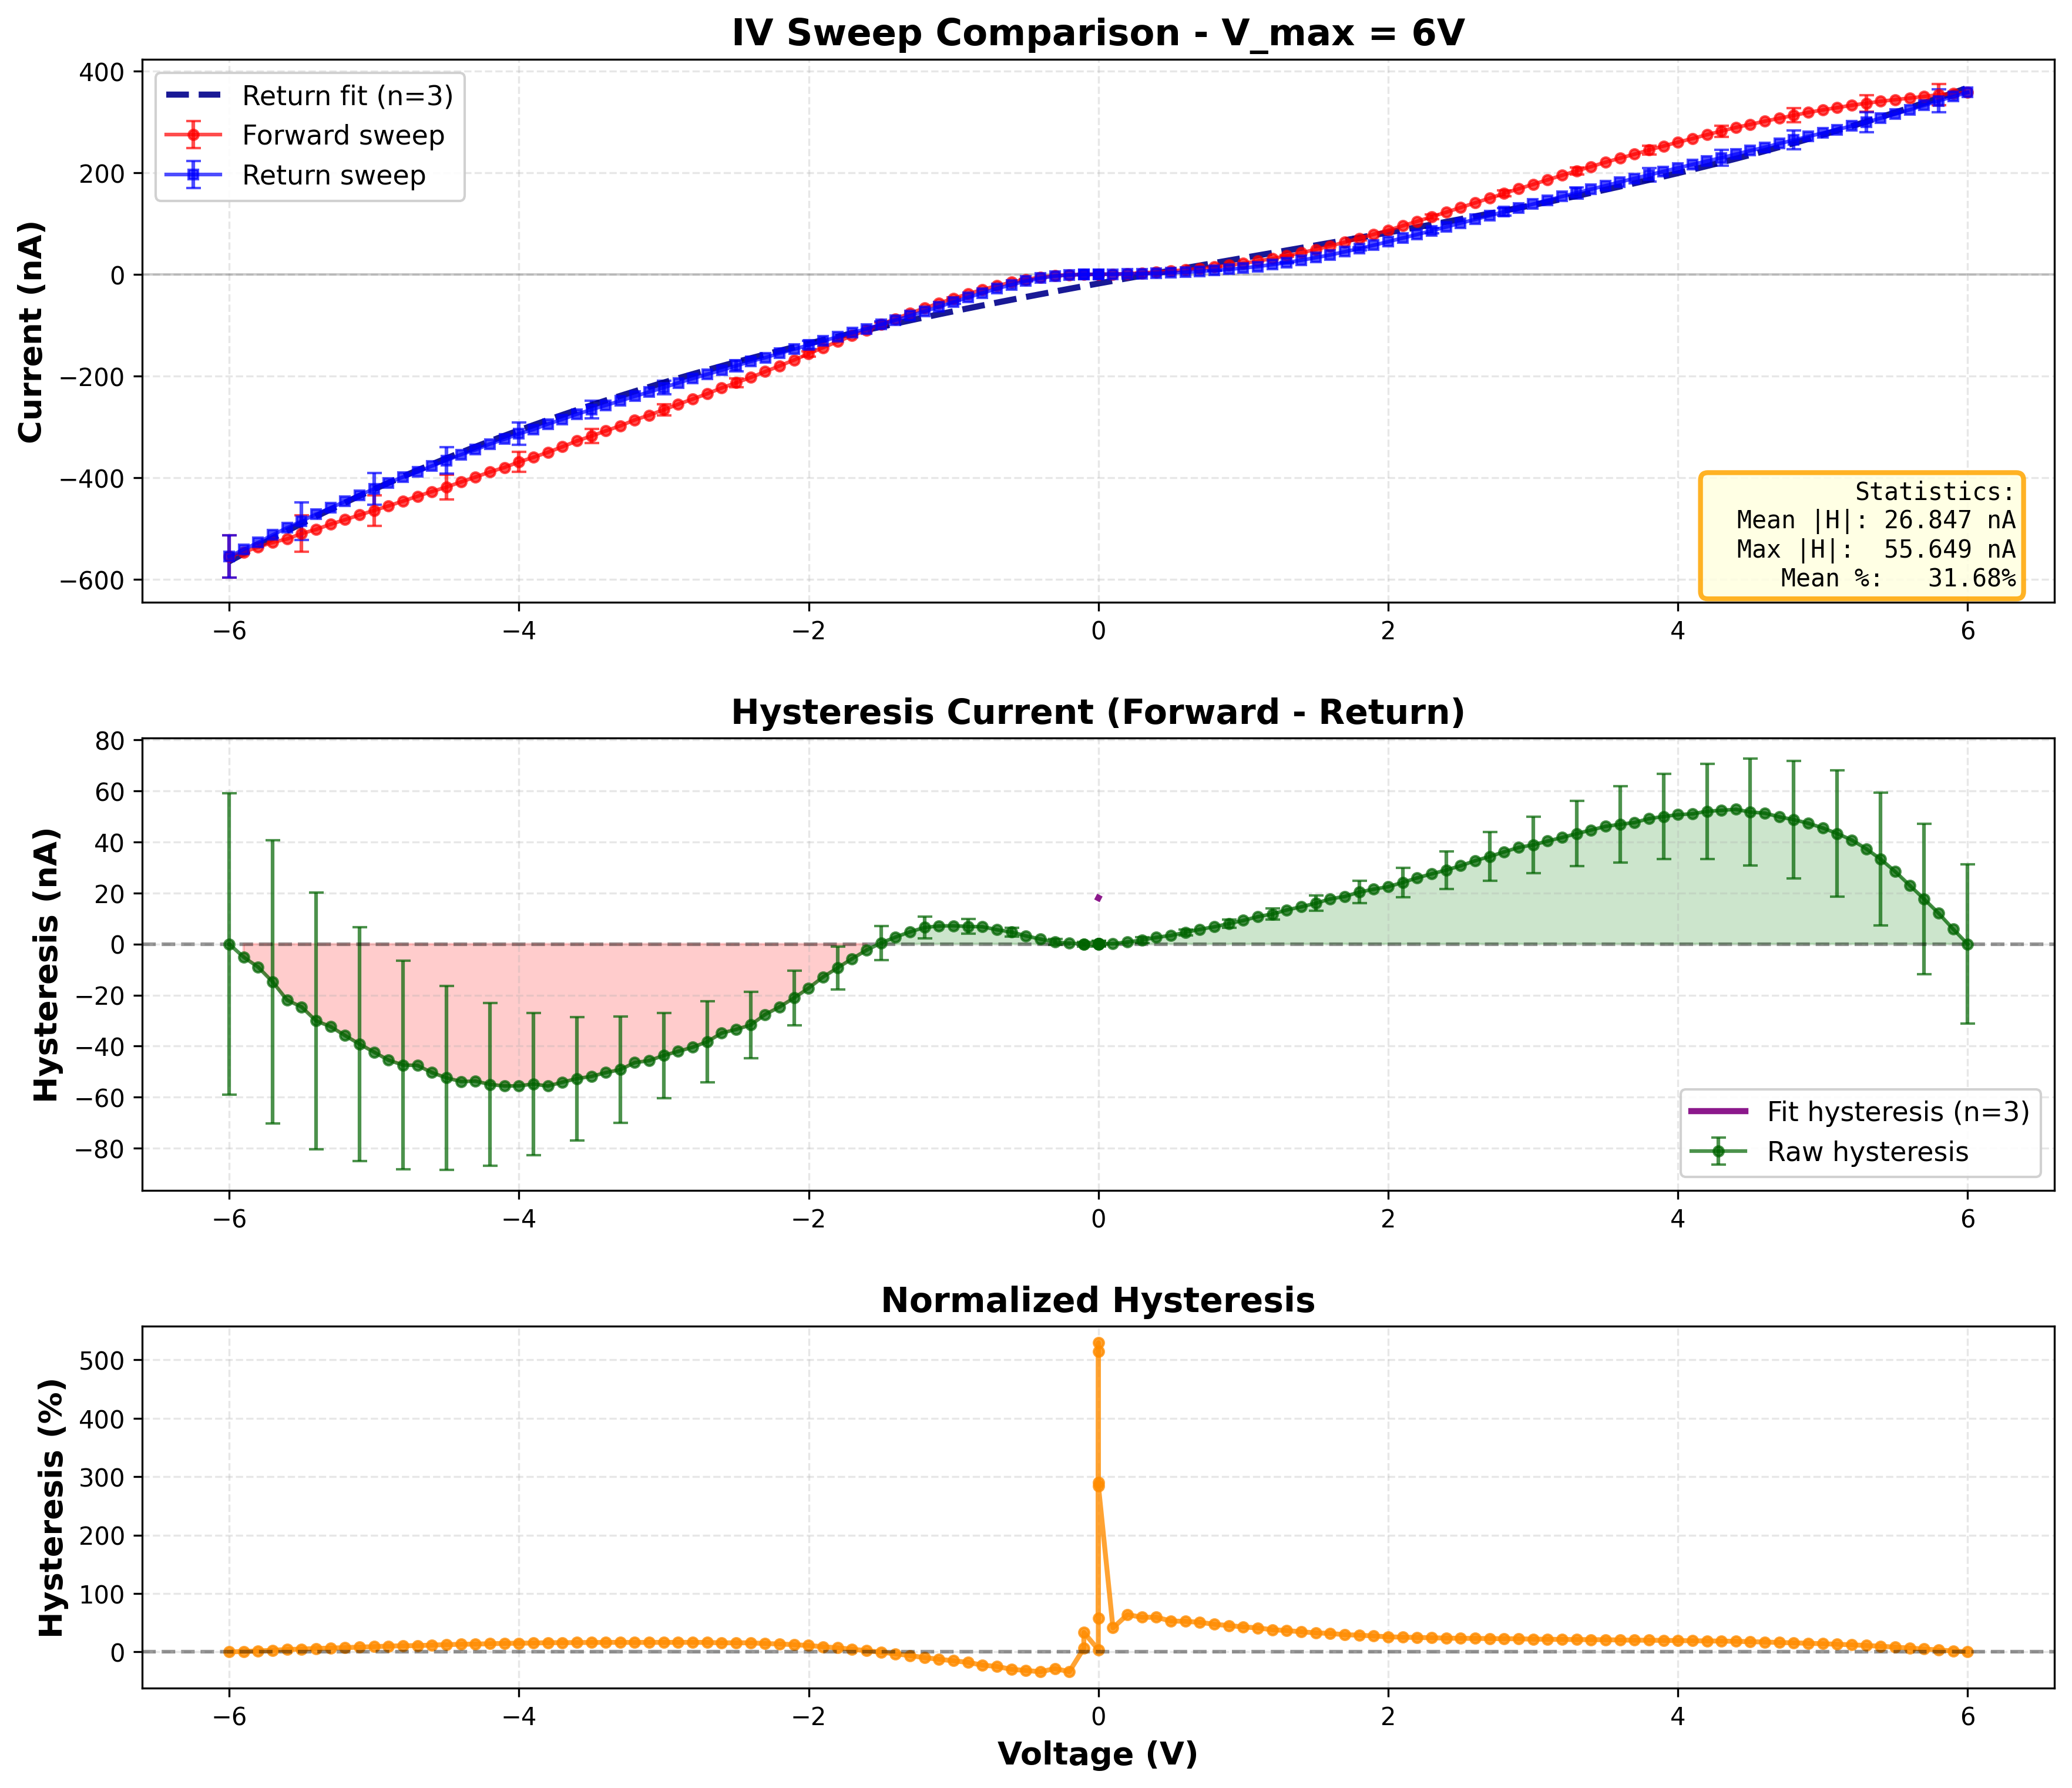 IV Sweep Comparison - V_max = 6V
Current (nA)
400
200
0
−200
−400
−600
Return fit (n=3)
Forward sweep
Return sweep
Statistics:
Mean |H|: 26.847 nA
Max |H|:  55.649 nA
Mean %:   31.68%
−6 −4 −2 0 2 4 6
Hysteresis Current (Forward - Return)
Hysteresis (nA)
80
60
40
20
0
−20
−40
−60
−80
Fit hysteresis (n=3)
Raw hysteresis
−6 −4 −2 0 2 4 6
Normalized Hysteresis
Hysteresis (%)
500
400
300
200
100
0
−6 −4 −2 0 2 4 6
Voltage (V)